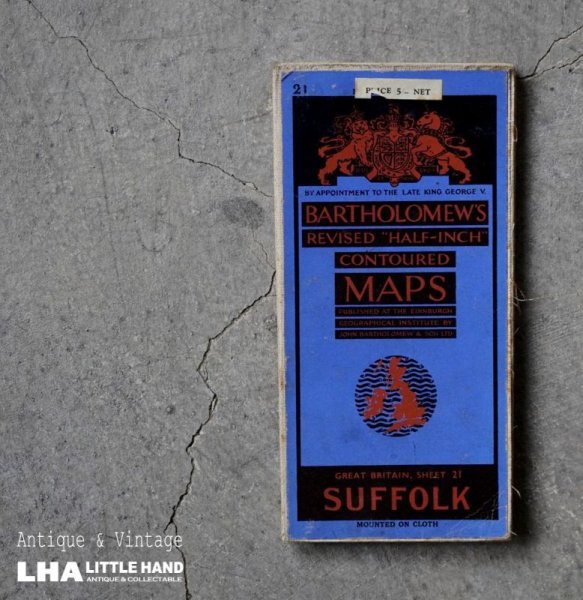 21
PRICE 5 – NET
BY APPOINTMENT TO THE LATE KING GEORGE V.
BARTHOLOMEW'S
REVISED "HALF-INCH"
CONTOURED
MAPS
PUBLISHED AT THE EDINBURGH
GEOGRAPHICAL INSTITUTE BY
JOHN BARTHOLOMEW & SON LTD
GREAT BRITAIN, SHEET 21
SUFFOLK
MOUNTED ON CLOTH
Antique & Vintage
LHA LITTLE HAND
ANTIQUE & COLLECTABLE